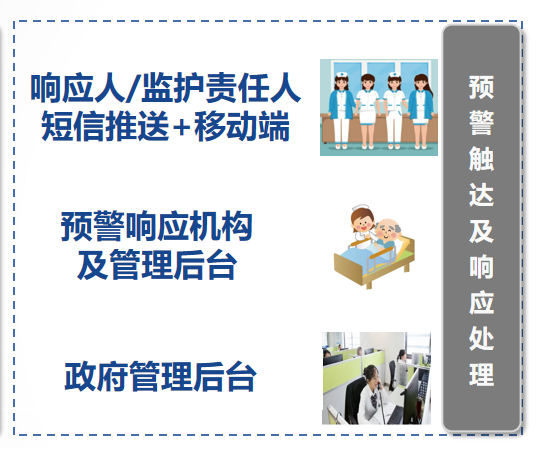 响应人/监护责任人
短信推送+移动端
预警响应机构
及管理后台
政府管理后台
预警触达及响应处理